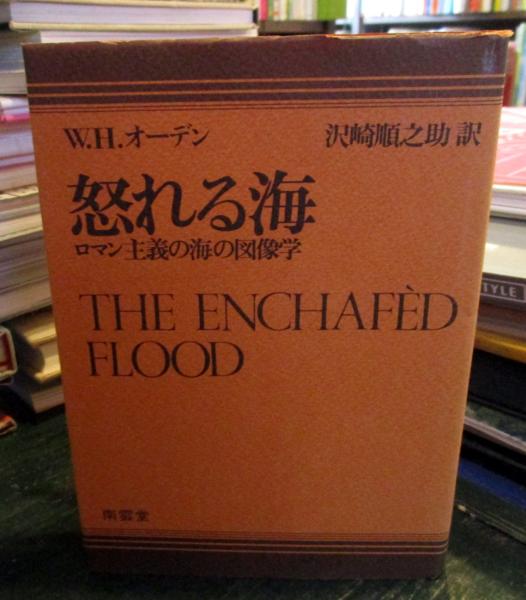 W.H.オーデン 沢崎順之助 訳
怒れる海
ロマン主義の海の図像学
THE ENCHAFÈD
FLOOD
南雲堂
STYLE